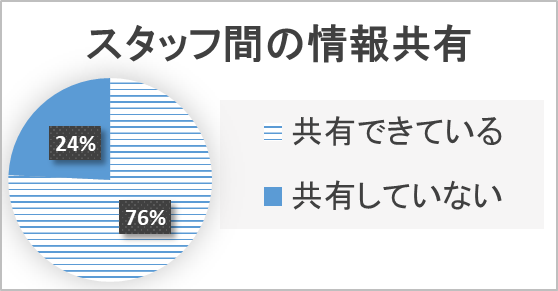 スタッフ間の情報共有
共有できている
24%
共有していない
76%